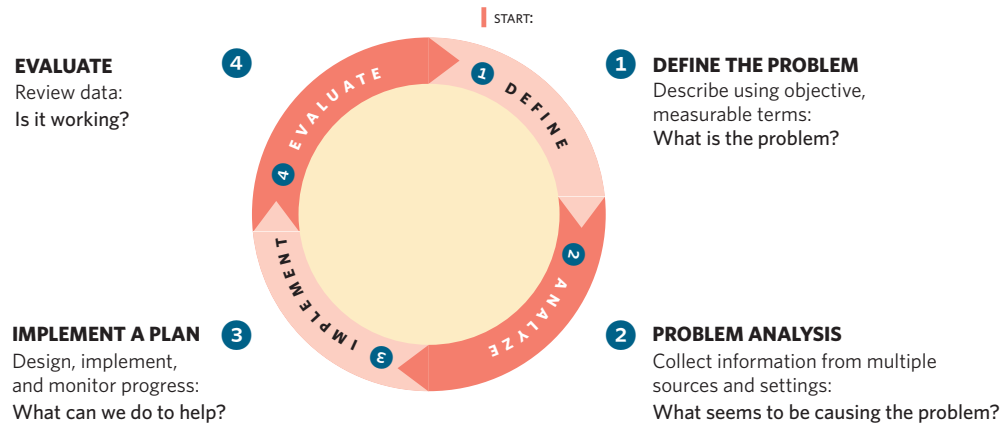 START:
1
DEFINE THE PROBLEM
Describe using objective,
measurable terms:
What is the problem?
2
PROBLEM ANALYSIS
Collect information from multiple
sources and settings:
What seems to be causing the problem?
3
IMPLEMENT A PLAN
Design, implement,
and monitor progress:
What can we do to help?
4
EVALUATE
Review data:
Is it working?
1 DEFINE
2 ANALYZE
3 IMPLEMENT
4 EVALUATE